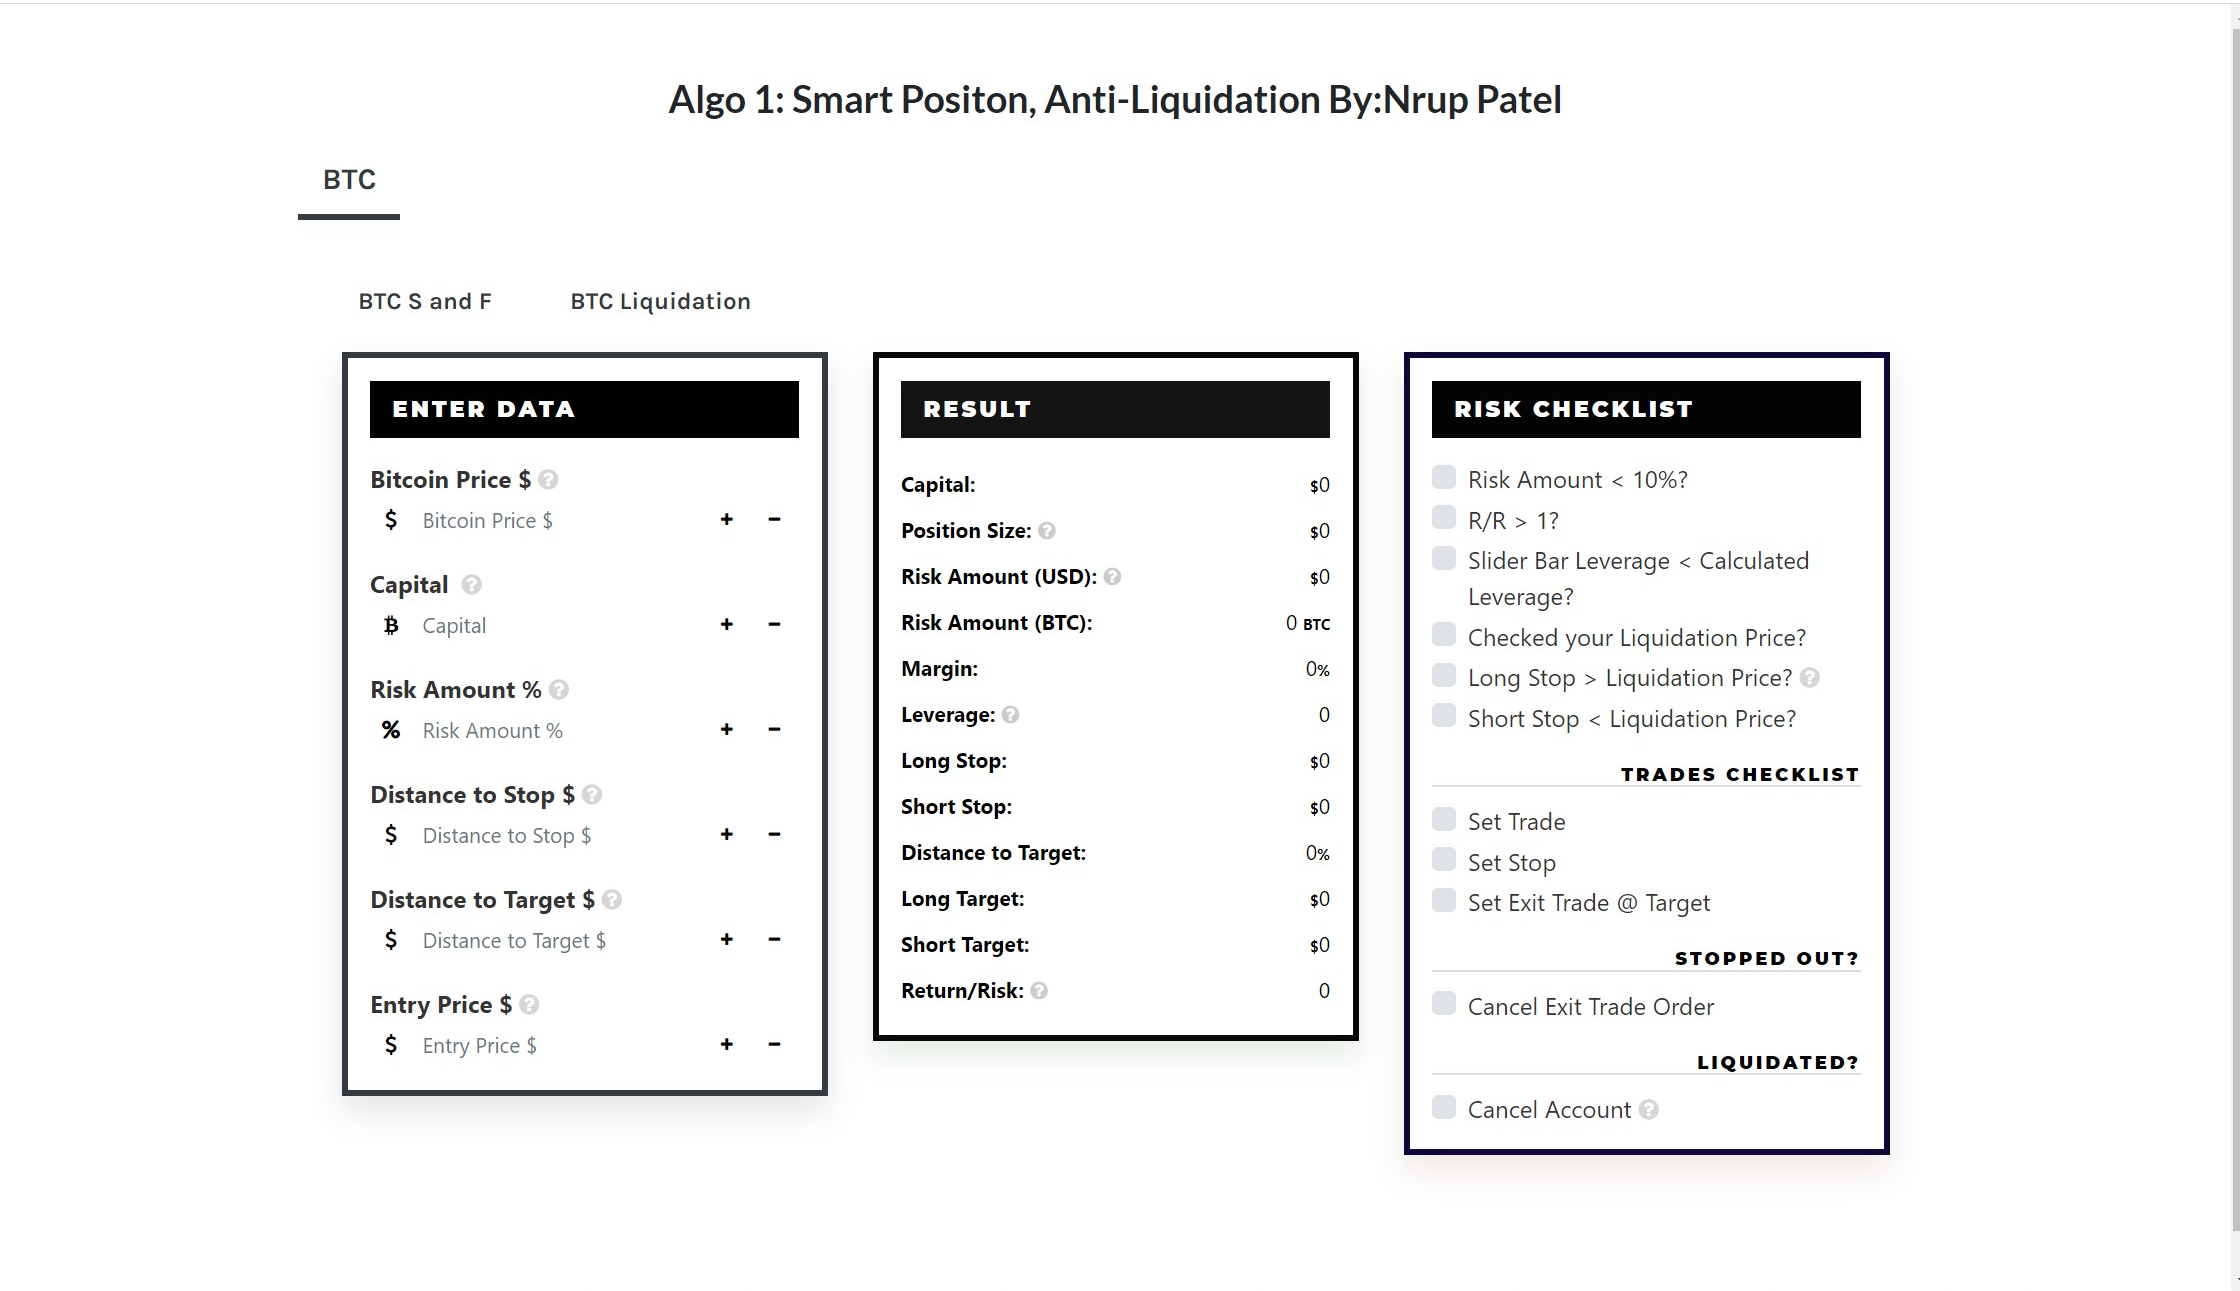 Algo 1: Smart Positon, Anti-Liquidation By:Nrup Patel
BTC
BTC S and F
BTC Liquidation
ENTER DATA
Bitcoin Price $ ?
$ Bitcoin Price $ + −
Capital ?
Capital + −
Risk Amount % ?
% Risk Amount % + −
Distance to Stop $ ?
$ Distance to Stop $ + −
Distance to Target $ ?
$ Distance to Target $ + −
Entry Price $ ?
$ Entry Price $ + −
RESULT
Capital: $0
Position Size: ? $0
Risk Amount (USD): ? $0
Risk Amount (BTC): 0 BTC
Margin: 0%
Leverage: ? 0
Long Stop: $0
Short Stop: $0
Distance to Target: 0%
Long Target: $0
Short Target: $0
Return/Risk: ? 0
RISK CHECKLIST
Risk Amount < 10%?
R/R > 1?
Slider Bar Leverage < Calculated
Leverage?
Checked your Liquidation Price?
Long Stop > Liquidation Price? ?
Short Stop < Liquidation Price?
TRADES CHECKLIST
Set Trade
Set Stop
Set Exit Trade @ Target
STOPPED OUT?
Cancel Exit Trade Order
LIQUIDATED?
Cancel Account ?